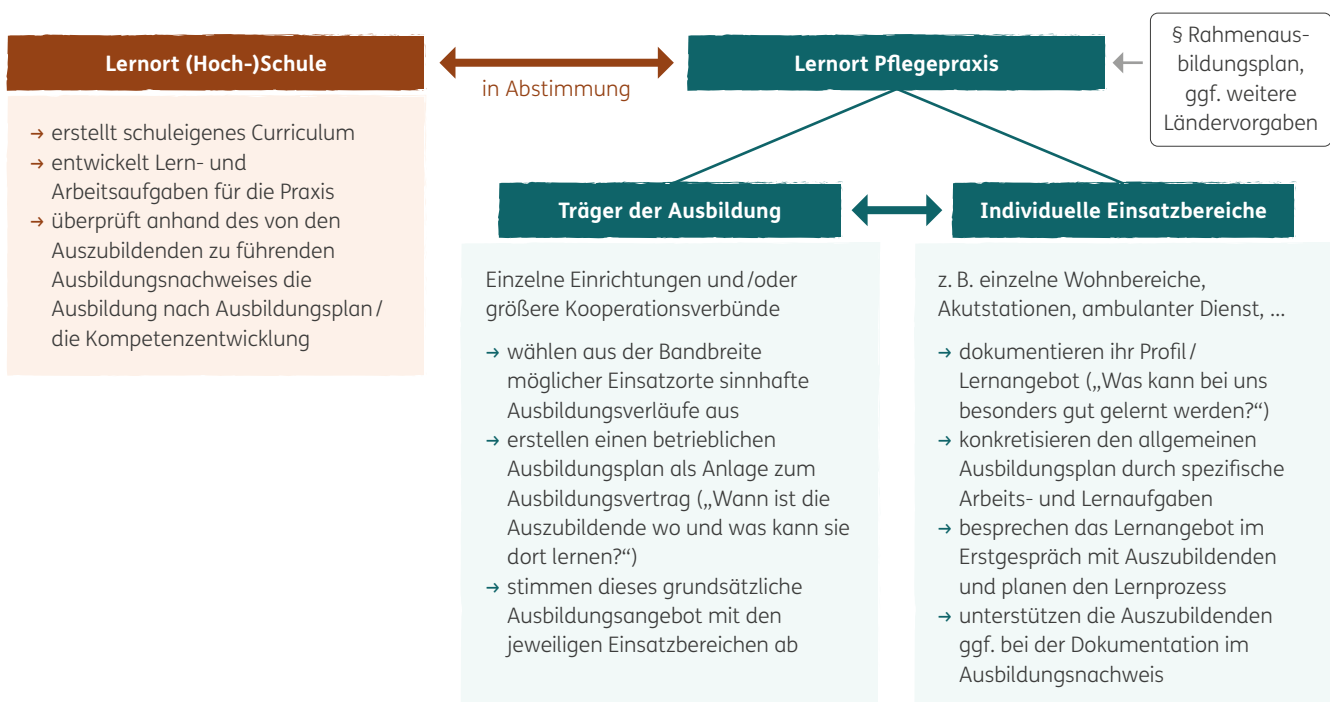 Lernort (Hoch-)Schule
→ erstellt schuleigenes Curriculum
→ entwickelt Lern- und
Arbeitsaufgaben für die Praxis
→ überprüft anhand des von den
Auszubildenden zu führenden
Ausbildungsnachweises die
Ausbildung nach Ausbildungsplan/
die Kompetenzentwicklung
in Abstimmung
Lernort Pflegepraxis
§ Rahmenaus-
bildungsplan,
ggf. weitere
Ländervorgaben
Träger der Ausbildung
Einzelne Einrichtungen und/oder
größere Kooperationsverbünde
→ wählen aus der Bandbreite
möglicher Einsatzorte sinnhafte
Ausbildungsverläufe aus
→ erstellen einen betrieblichen
Ausbildungsplan als Anlage zum
Ausbildungsvertrag („Wann ist die
Auszubildende wo und was kann sie
dort lernen?“)
→ stimmen dieses grundsätzliche
Ausbildungsangebot mit den
jeweiligen Einsatzbereichen ab
Individuelle Einsatzbereiche
z. B. einzelne Wohnbereiche,
Akutstationen, ambulanter Dienst, ...
→ dokumentieren ihr Profil/
Lernangebot („Was kann bei uns
besonders gut gelernt werden?“)
→ konkretisieren den allgemeinen
Ausbildungsplan durch spezifische
Arbeits- und Lernaufgaben
→ besprechen das Lernangebot im
Erstgespräch mit Auszubildenden
und planen den Lernprozess
→ unterstützen die Auszubildenden
ggf. bei der Dokumentation im
Ausbildungsnachweis